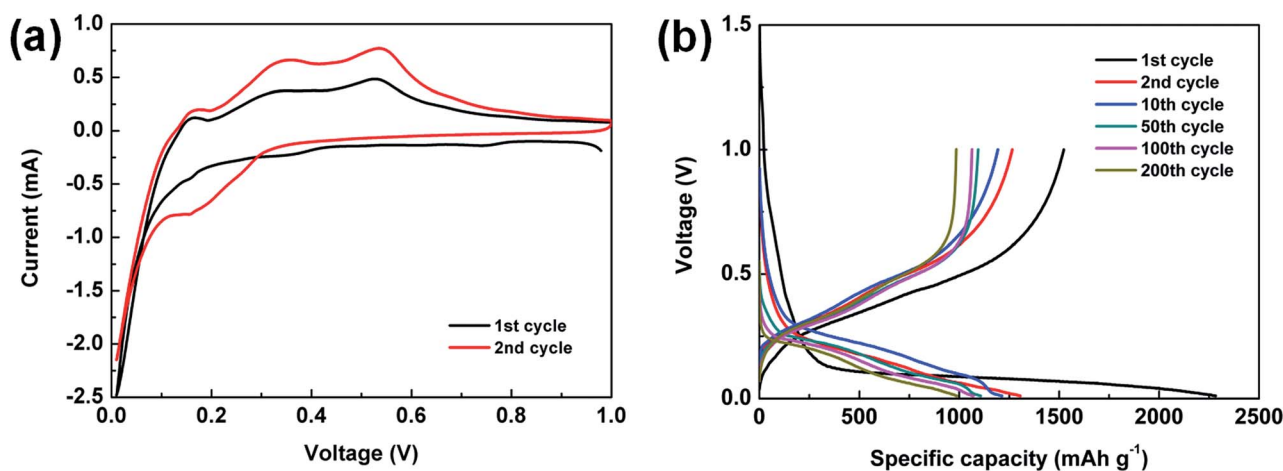 (a)
1.0
0.5
0.0
-0.5
-1.0
-1.5
-2.0
-2.5
Current (mA)
1st cycle
2nd cycle
0.0 0.2 0.4 0.6 0.8 1.0
Voltage (V)
(b)
1.5
1.0
0.5
0.0
Voltage (V)
1st cycle
2nd cycle
10th cycle
50th cycle
100th cycle
200th cycle
0 500 1000 1500 2000 2500
Specific capacity (mAh g⁻¹)